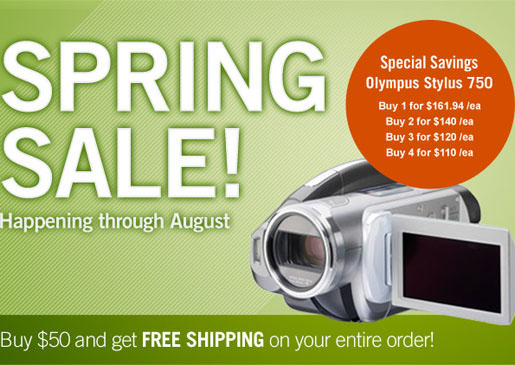 SPRING
SALE!
Happening through August
Special Savings
Olympus Stylus 750
Buy 1 for $161.94 /ea
Buy 2 for $140 /ea
Buy 3 for $120 /ea
Buy 4 for $110 /ea
Buy $50 and get FREE SHIPPING on your entire order!